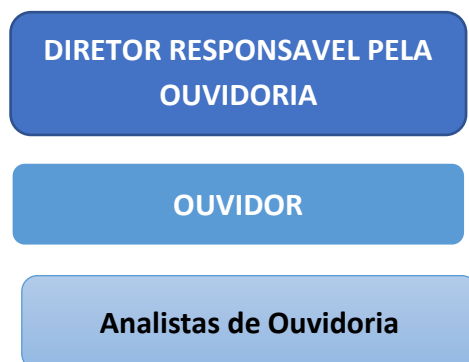 DIRETOR RESPONSAVEL PELA
OUVIDORIA
OUVIDOR
Analistas de Ouvidoria